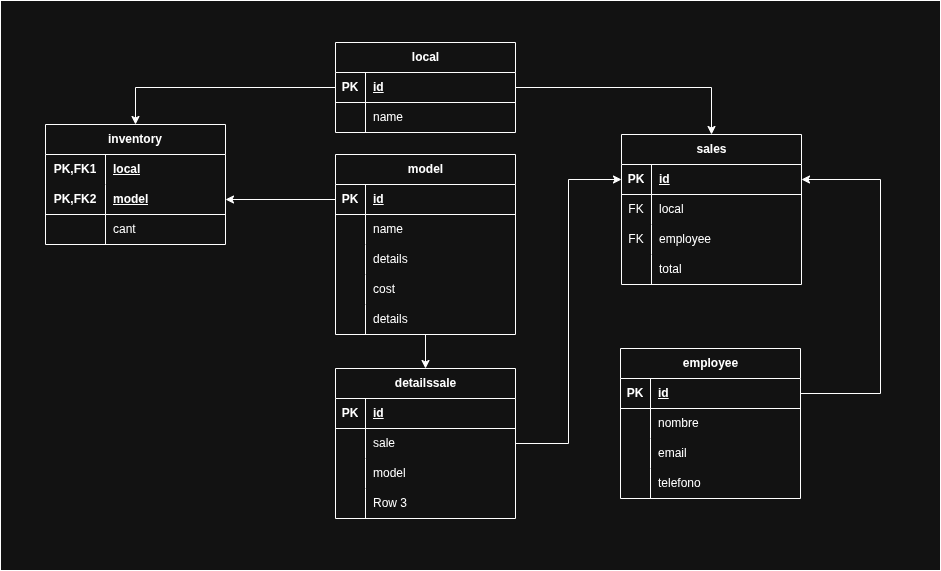 local
PK id
name
inventory
PK,FK1 local
PK,FK2 model
cant
model
PK id
name
details
cost
details
sales
PK id
FK local
FK employee
total
detailssale
PK id
sale
model
Row 3
employee
PK id
nombre
email
telefono